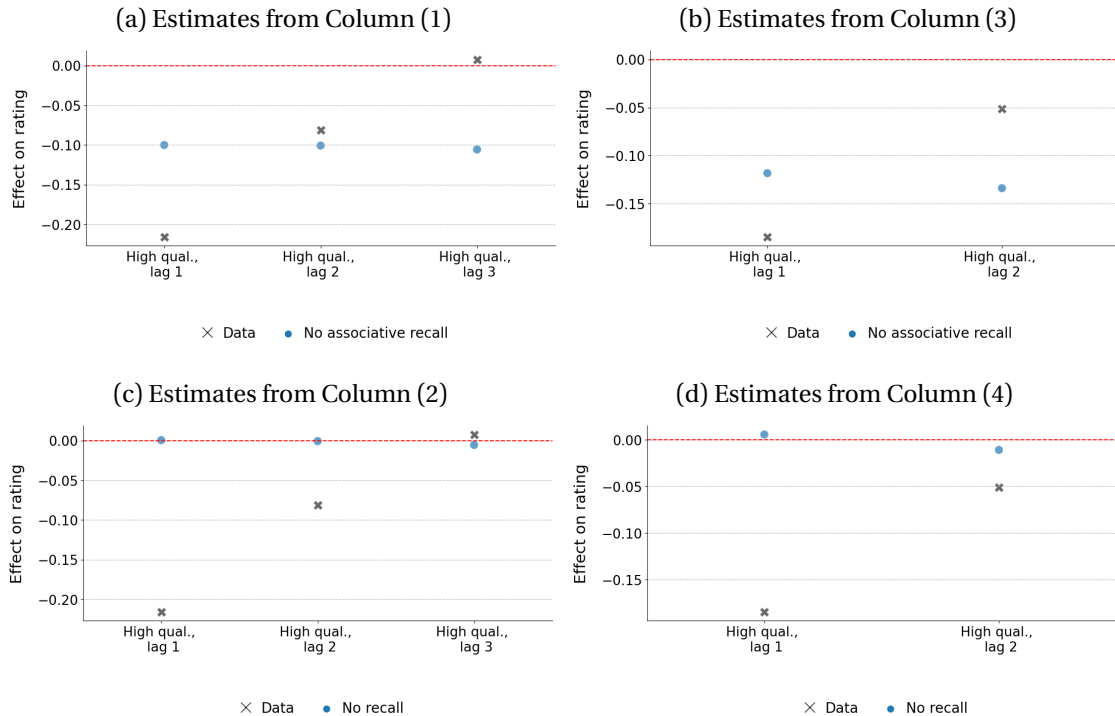 (a) Estimates from Column (1)
Effect on rating
0.00
−0.05
−0.10
−0.15
−0.20
High qual.,
lag 1
High qual.,
lag 2
High qual.,
lag 3
Data
No associative recall
(b) Estimates from Column (3)
Effect on rating
0.00
−0.05
−0.10
−0.15
High qual.,
lag 1
High qual.,
lag 2
Data
No associative recall
(c) Estimates from Column (2)
Effect on rating
0.00
−0.05
−0.10
−0.15
−0.20
High qual.,
lag 1
High qual.,
lag 2
High qual.,
lag 3
Data
No recall
(d) Estimates from Column (4)
Effect on rating
0.00
−0.05
−0.10
−0.15
High qual.,
lag 1
High qual.,
lag 2
Data
No recall